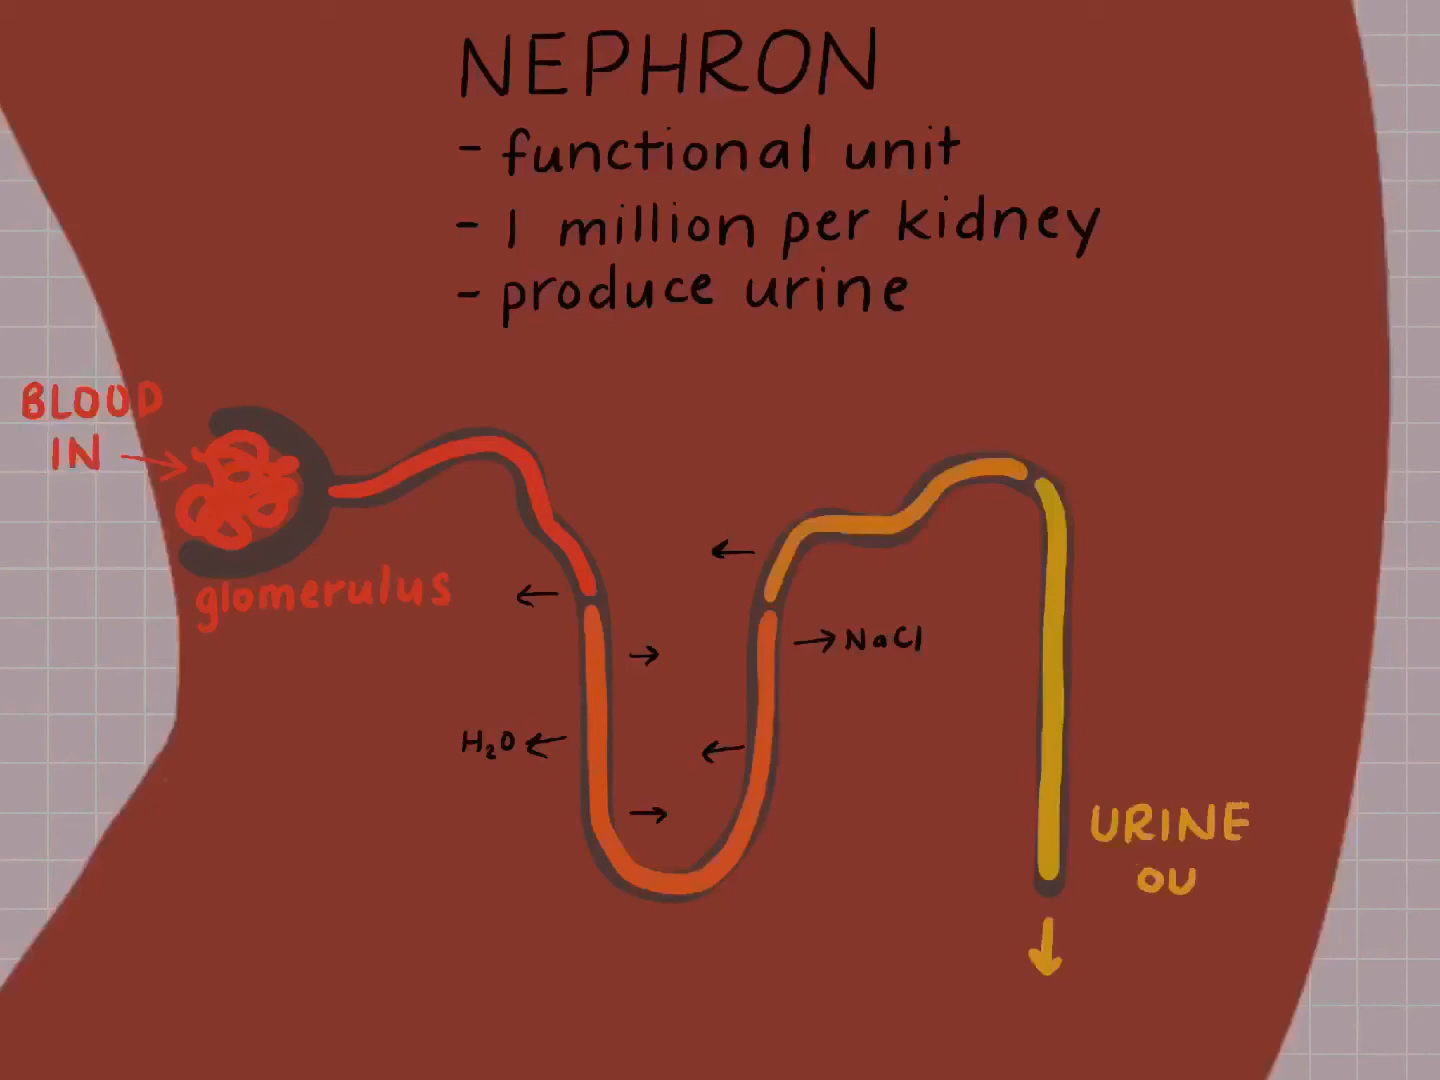 NEPHRON
- functional unit
- 1 million per kidney
- produce urine
BLOOD
IN
glomerulus
NaCl
H₂O
URINE
OU